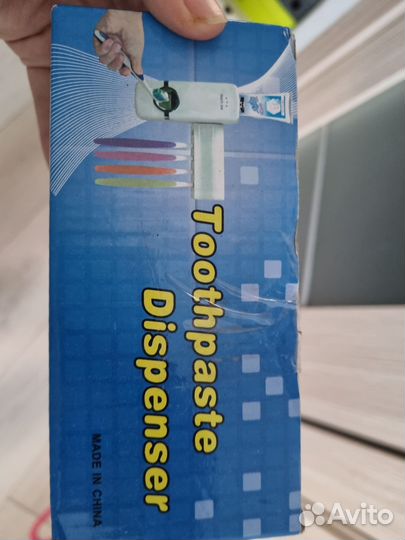 Toothpaste
Dispenser
MADE IN CHINA
Avito